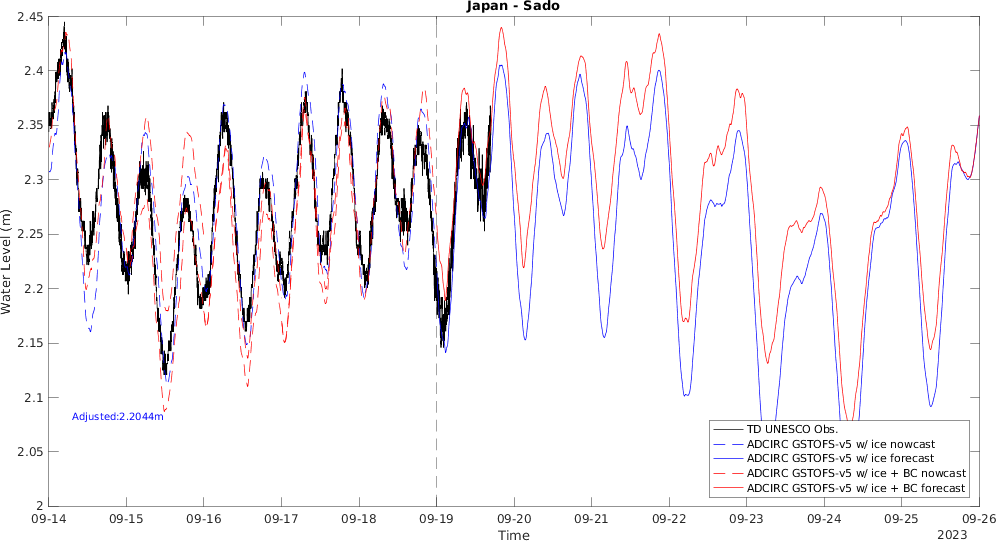 Japan - Sado
Water Level (m)
2.45
2.4
2.35
2.3
2.25
2.2
2.15
2.1
2.05
2
Adjusted:2.2044m
TD UNESCO Obs.
ADCIRC GSTOFS-v5 w/ ice nowcast
ADCIRC GSTOFS-v5 w/ ice forecast
ADCIRC GSTOFS-v5 w/ ice + BC nowcast
ADCIRC GSTOFS-v5 w/ ice + BC forecast
09-14 09-15 09-16 09-17 09-18 09-19 09-20 09-21 09-22 09-23 09-24 09-25 09-26
Time
2023